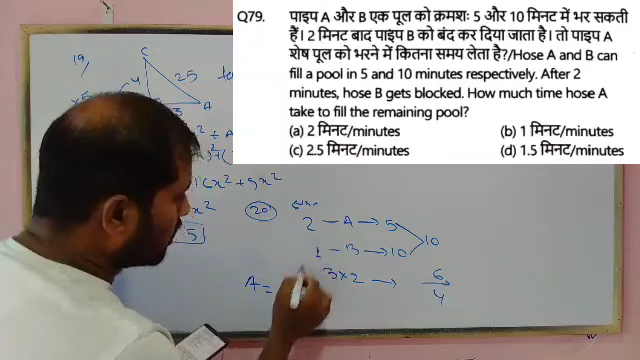 Q79. पाइप A और B एक पूल को क्रमशः 5 और 10 मिनट में भर सकती
हैं। 2 मिनट बाद पाइप B को बंद कर दिया जाता है। तो पाइप A
शेष पूल को भरने में कितना समय लेता है?/Hose A and B can
fill a pool in 5 and 10 minutes respectively. After 2
minutes, hose B gets blocked. How much time hose A
take to fill the remaining pool?
(a) 2 मिनट/minutes (b) 1 मिनट/minutes
(c) 2.5 मिनट/minutes (d) 1.5 मिनट/minutes
19/
C
4 25
A
3
5
20
2 — A → 5
10
1 — B → 10
3×2 → 6
4
A =